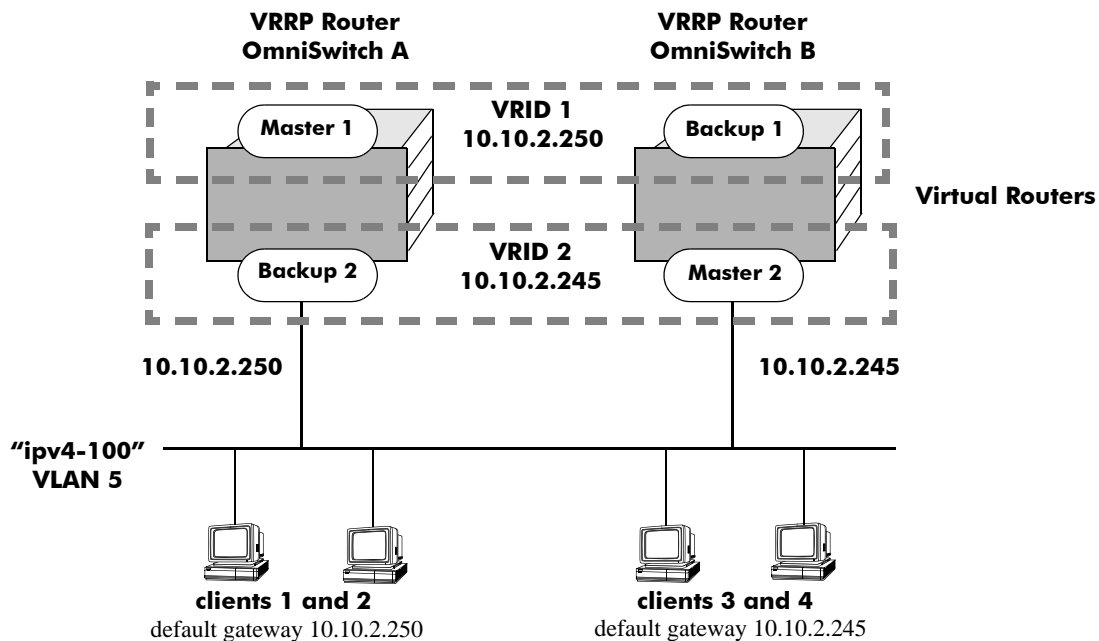 VRRP Router
OmniSwitch A
VRRP Router
OmniSwitch B
Master 1
VRID 1
10.10.2.250
Backup 1
Virtual Routers
Backup 2
VRID 2
10.10.2.245
Master 2
10.10.2.250
10.10.2.245
“ipv4-100”
VLAN 5
clients 1 and 2
default gateway 10.10.2.250
clients 3 and 4
default gateway 10.10.2.245